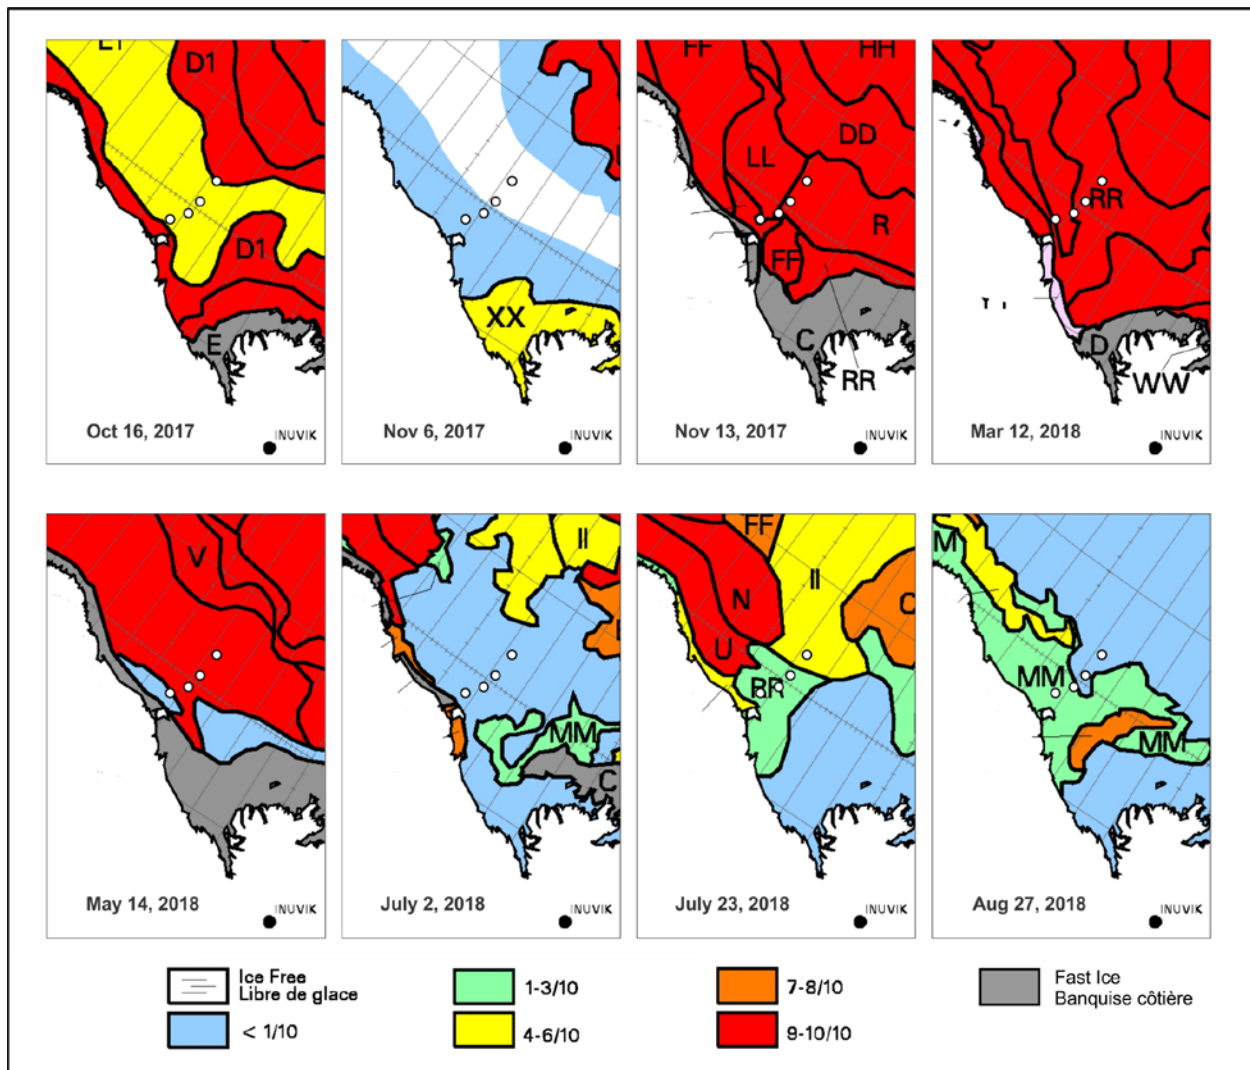 D1
D1
E
Oct 16, 2017
INUVIK
XX
Nov 6, 2017
INUVIK
FF
HH
DD
LL
R
FF
C
RR
Nov 13, 2017
INUVIK
RR
D
WW
Mar 12, 2018
INUVIK
V
May 14, 2018
INUVIK
II
MM
C
July 2, 2018
INUVIK
FF
II
N
C
U
RR
July 23, 2018
INUVIK
M
MM
MM
Aug 27, 2018
INUVIK
Ice Free
Libre de glace
< 1/10
1-3/10
4-6/10
7-8/10
9-10/10
Fast Ice
Banquise côtière